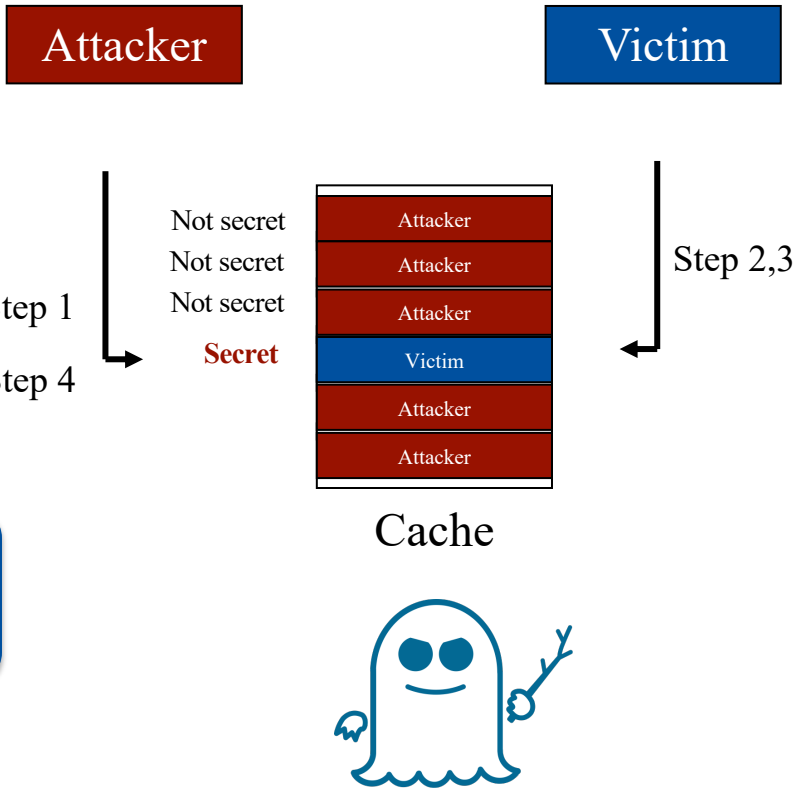 Attacker
Victim
Not secret
Attacker
Not secret
Attacker
Step 2,3
Not secret
Attacker
tep 1
Secret
Victim
tep 4
Attacker
Attacker
Cache